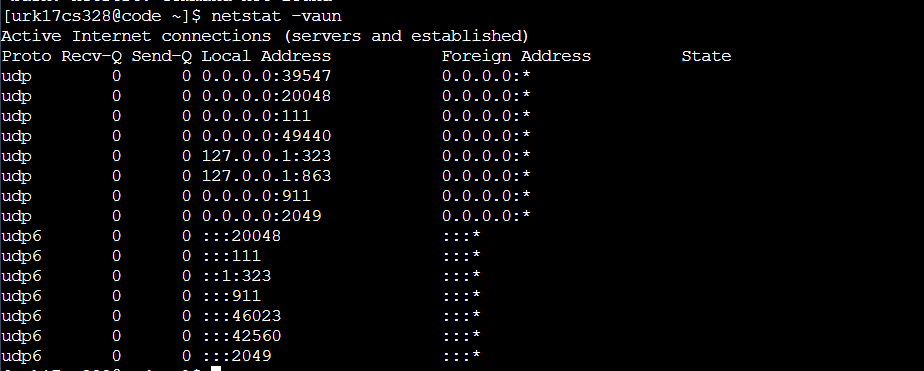 [urk17cs328@code ~]$ netstat -vaun
Active Internet connections (servers and established)
Proto Recv-Q Send-Q Local Address Foreign Address State
udp 0 0 0.0.0.0:39547 0.0.0.0:*
udp 0 0 0.0.0.0:20048 0.0.0.0:*
udp 0 0 0.0.0.0:111 0.0.0.0:*
udp 0 0 0.0.0.0:49440 0.0.0.0:*
udp 0 0 127.0.0.1:323 0.0.0.0:*
udp 0 0 127.0.0.1:863 0.0.0.0:*
udp 0 0 0.0.0.0:911 0.0.0.0:*
udp 0 0 0.0.0.0:2049 0.0.0.0:*
udp6 0 0 :::20048 :::*
udp6 0 0 :::111 :::*
udp6 0 0 ::1:323 :::*
udp6 0 0 :::911 :::*
udp6 0 0 :::46023 :::*
udp6 0 0 :::42560 :::*
udp6 0 0 :::2049 :::*